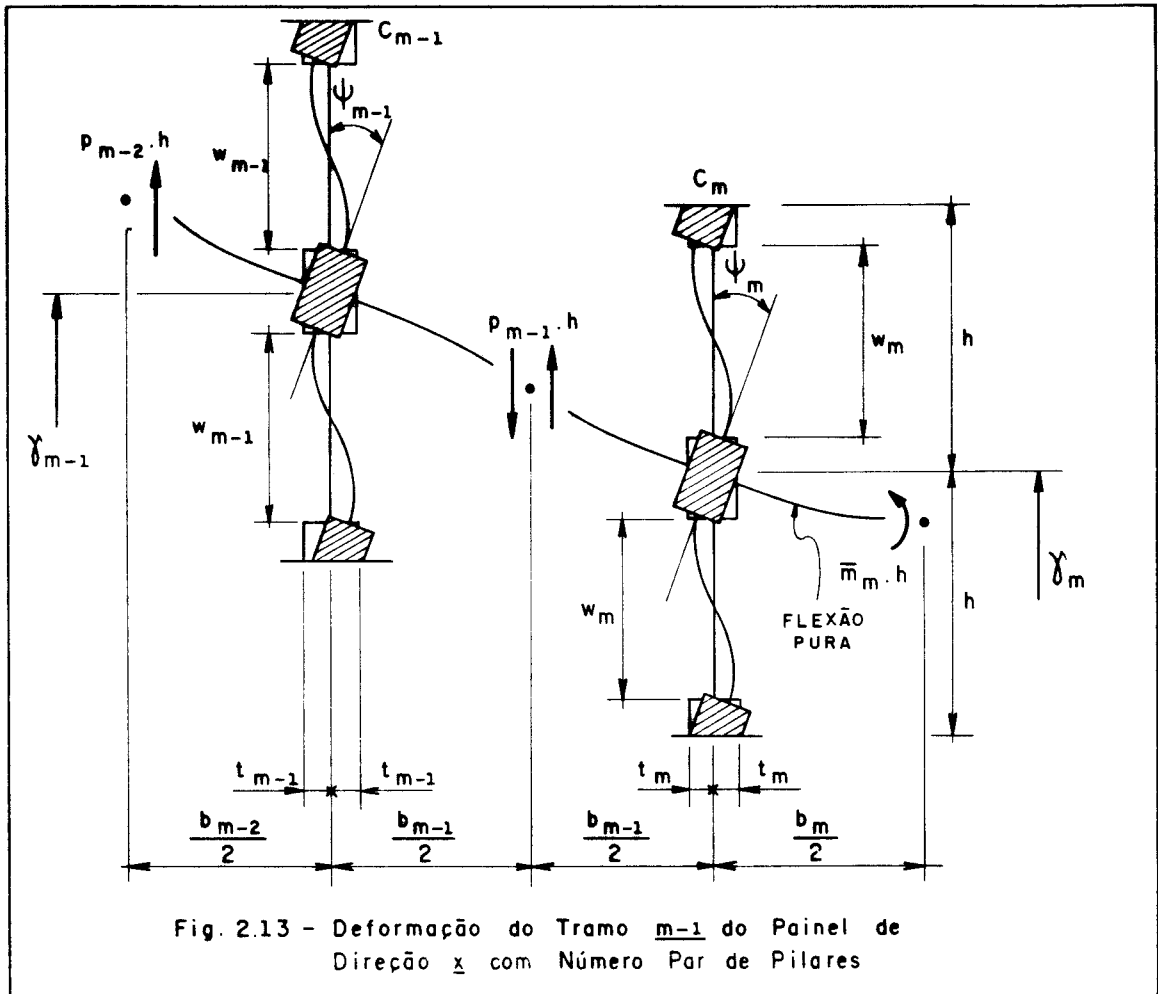 C m-1
ψ m-1
p m-2 . h
w m-1
C m
ψ m
p m-1 . h
w m
h
γ m-1
w m-1
γ m
m̅ m . h
h
w m
FLEXÃO
PURA
t m-1
t m-1
t m
t m
b m-2
2
b m-1
2
b m-1
2
b m
2
Fig. 2.13 - Deformação do Tramo m-1 do Painel de
Direção x com Número Par de Pilares